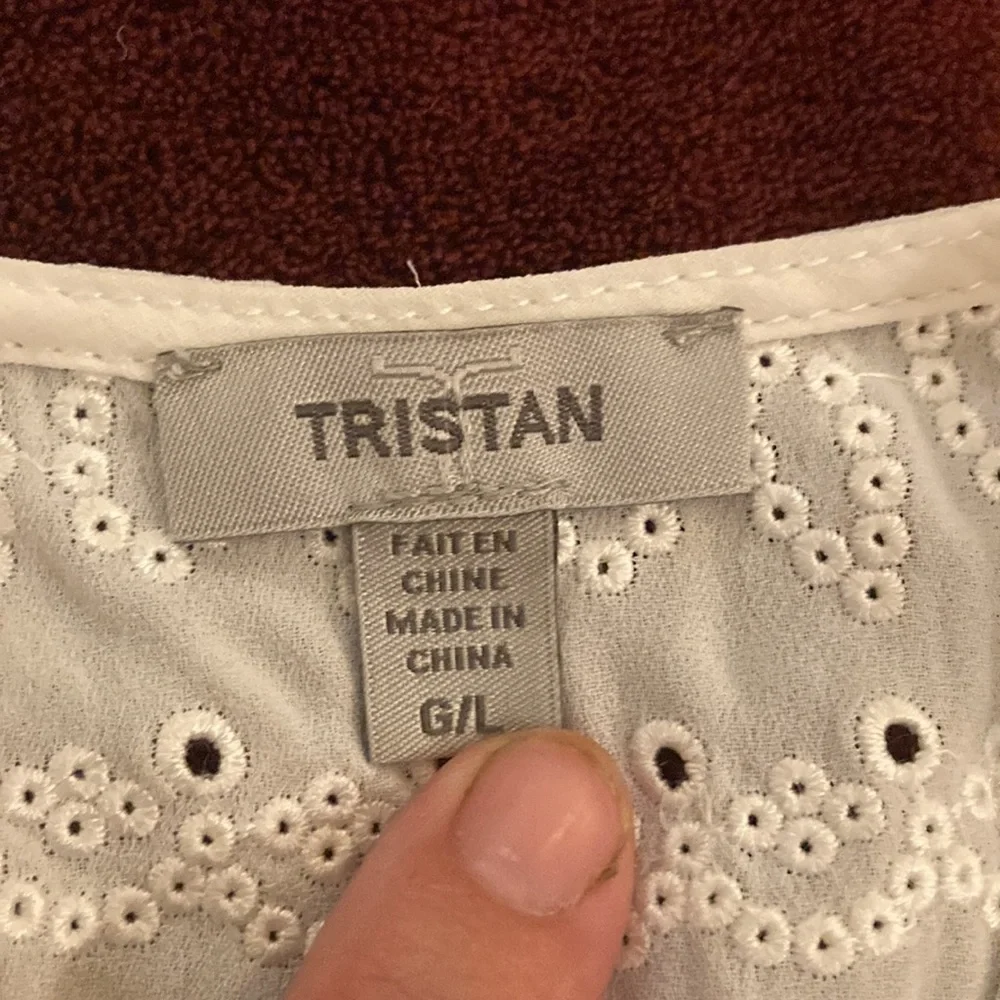 TRISTAN
FAIT EN
CHINE
MADE IN
CHINA
G/L